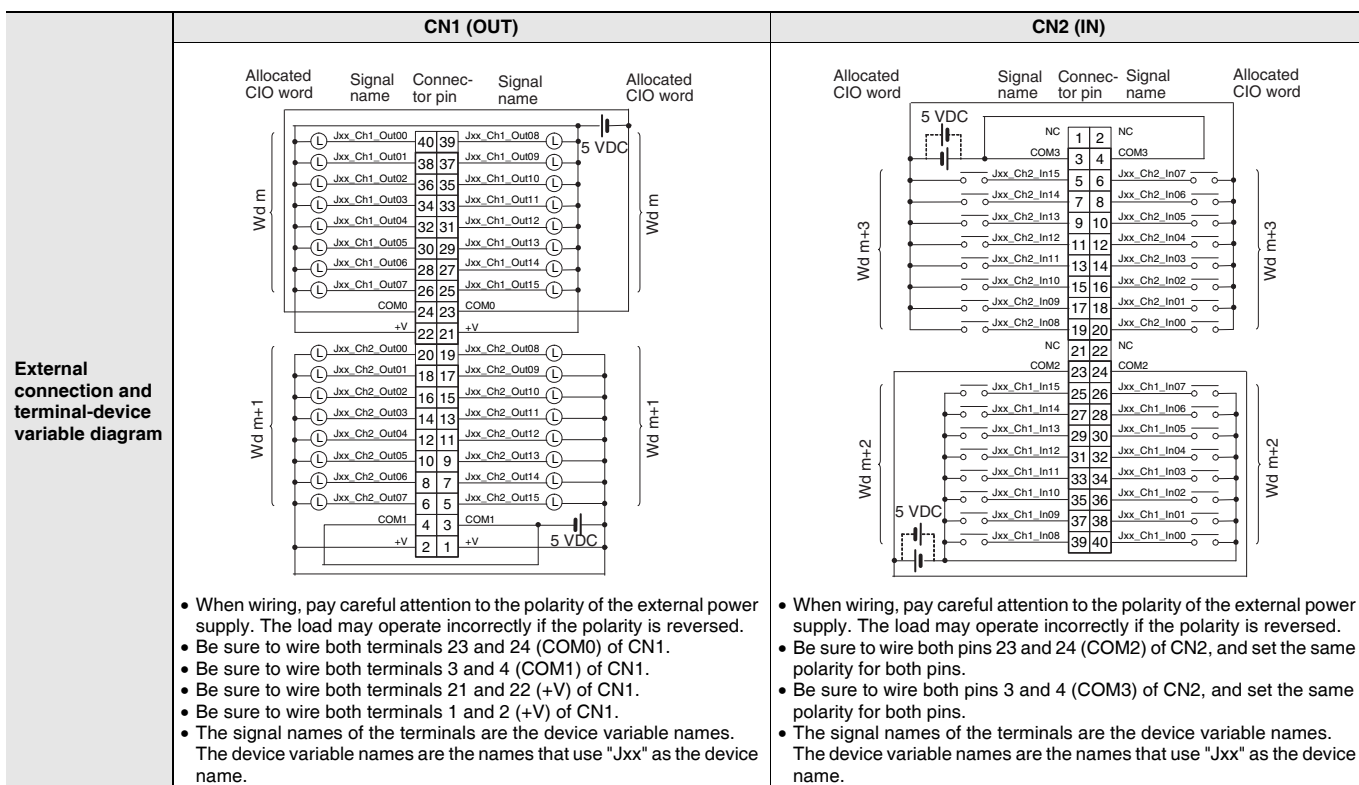 CN1 (OUT)
CN2 (IN)
External
connection and
terminal-device
variable diagram
Allocated
CIO word
Signal
name
Connec-
tor pin
Signal
name
Allocated
CIO word
5 VDC
Wd m
Wd m
Jxx_Ch1_Out00 40 39 Jxx_Ch1_Out08
Jxx_Ch1_Out01 38 37 Jxx_Ch1_Out09
Jxx_Ch1_Out02 36 35 Jxx_Ch1_Out10
Jxx_Ch1_Out03 34 33 Jxx_Ch1_Out11
Jxx_Ch1_Out04 32 31 Jxx_Ch1_Out12
Jxx_Ch1_Out05 30 29 Jxx_Ch1_Out13
Jxx_Ch1_Out06 28 27 Jxx_Ch1_Out14
Jxx_Ch1_Out07 26 25 Jxx_Ch1_Out15
COM0 24 23 COM0
+V 22 21 +V
Wd m+1
Wd m+1
L Jxx_Ch2_Out00 20 19 Jxx_Ch2_Out08 L
L Jxx_Ch2_Out01 18 17 Jxx_Ch2_Out09 L
L Jxx_Ch2_Out02 16 15 Jxx_Ch2_Out10 L
L Jxx_Ch2_Out03 14 13 Jxx_Ch2_Out11 L
L Jxx_Ch2_Out04 12 11 Jxx_Ch2_Out12 L
L Jxx_Ch2_Out05 10 9 Jxx_Ch2_Out13 L
L Jxx_Ch2_Out06 8 7 Jxx_Ch2_Out14 L
L Jxx_Ch2_Out07 6 5 Jxx_Ch2_Out15 L
COM1 4 3 COM1
+V 2 1 +V
5 VDC
• When wiring, pay careful attention to the polarity of the external power
supply. The load may operate incorrectly if the polarity is reversed.
• Be sure to wire both terminals 23 and 24 (COM0) of CN1.
• Be sure to wire both terminals 3 and 4 (COM1) of CN1.
• Be sure to wire both terminals 21 and 22 (+V) of CN1.
• Be sure to wire both terminals 1 and 2 (+V) of CN1.
• The signal names of the terminals are the device variable names.
The device variable names are the names that use "Jxx" as the device
name.
Allocated
CIO word
Signal
name
Connec-
tor pin
Signal
name
Allocated
CIO word
5 VDC
NC 1 2 NC
COM3 3 4 COM3
Wd m+3
Wd m+3
Jxx_Ch2_In15 5 6 Jxx_Ch2_In07
Jxx_Ch2_In14 7 8 Jxx_Ch2_In06
Jxx_Ch2_In13 9 10 Jxx_Ch2_In05
Jxx_Ch2_In12 11 12 Jxx_Ch2_In04
Jxx_Ch2_In11 13 14 Jxx_Ch2_In03
Jxx_Ch2_In10 15 16 Jxx_Ch2_In02
Jxx_Ch2_In09 17 18 Jxx_Ch2_In01
Jxx_Ch2_In08 19 20 Jxx_Ch2_In00
NC 21 22 NC
COM2 23 24 COM2
Wd m+2
Wd m+2
Jxx_Ch1_In15 25 26 Jxx_Ch1_In07
Jxx_Ch1_In14 27 28 Jxx_Ch1_In06
Jxx_Ch1_In13 29 30 Jxx_Ch1_In05
Jxx_Ch1_In12 31 32 Jxx_Ch1_In04
Jxx_Ch1_In11 33 34 Jxx_Ch1_In03
Jxx_Ch1_In10 35 36 Jxx_Ch1_In02
Jxx_Ch1_In09 37 38 Jxx_Ch1_In01
Jxx_Ch1_In08 39 40 Jxx_Ch1_In00
5 VDC
• When wiring, pay careful attention to the polarity of the external power
supply. The load may operate incorrectly if the polarity is reversed.
• Be sure to wire both pins 23 and 24 (COM2) of CN2, and set the same
polarity for both pins.
• Be sure to wire both pins 3 and 4 (COM3) of CN2, and set the same
polarity for both pins.
• The signal names of the terminals are the device variable names.
The device variable names are the names that use "Jxx" as the device
name.